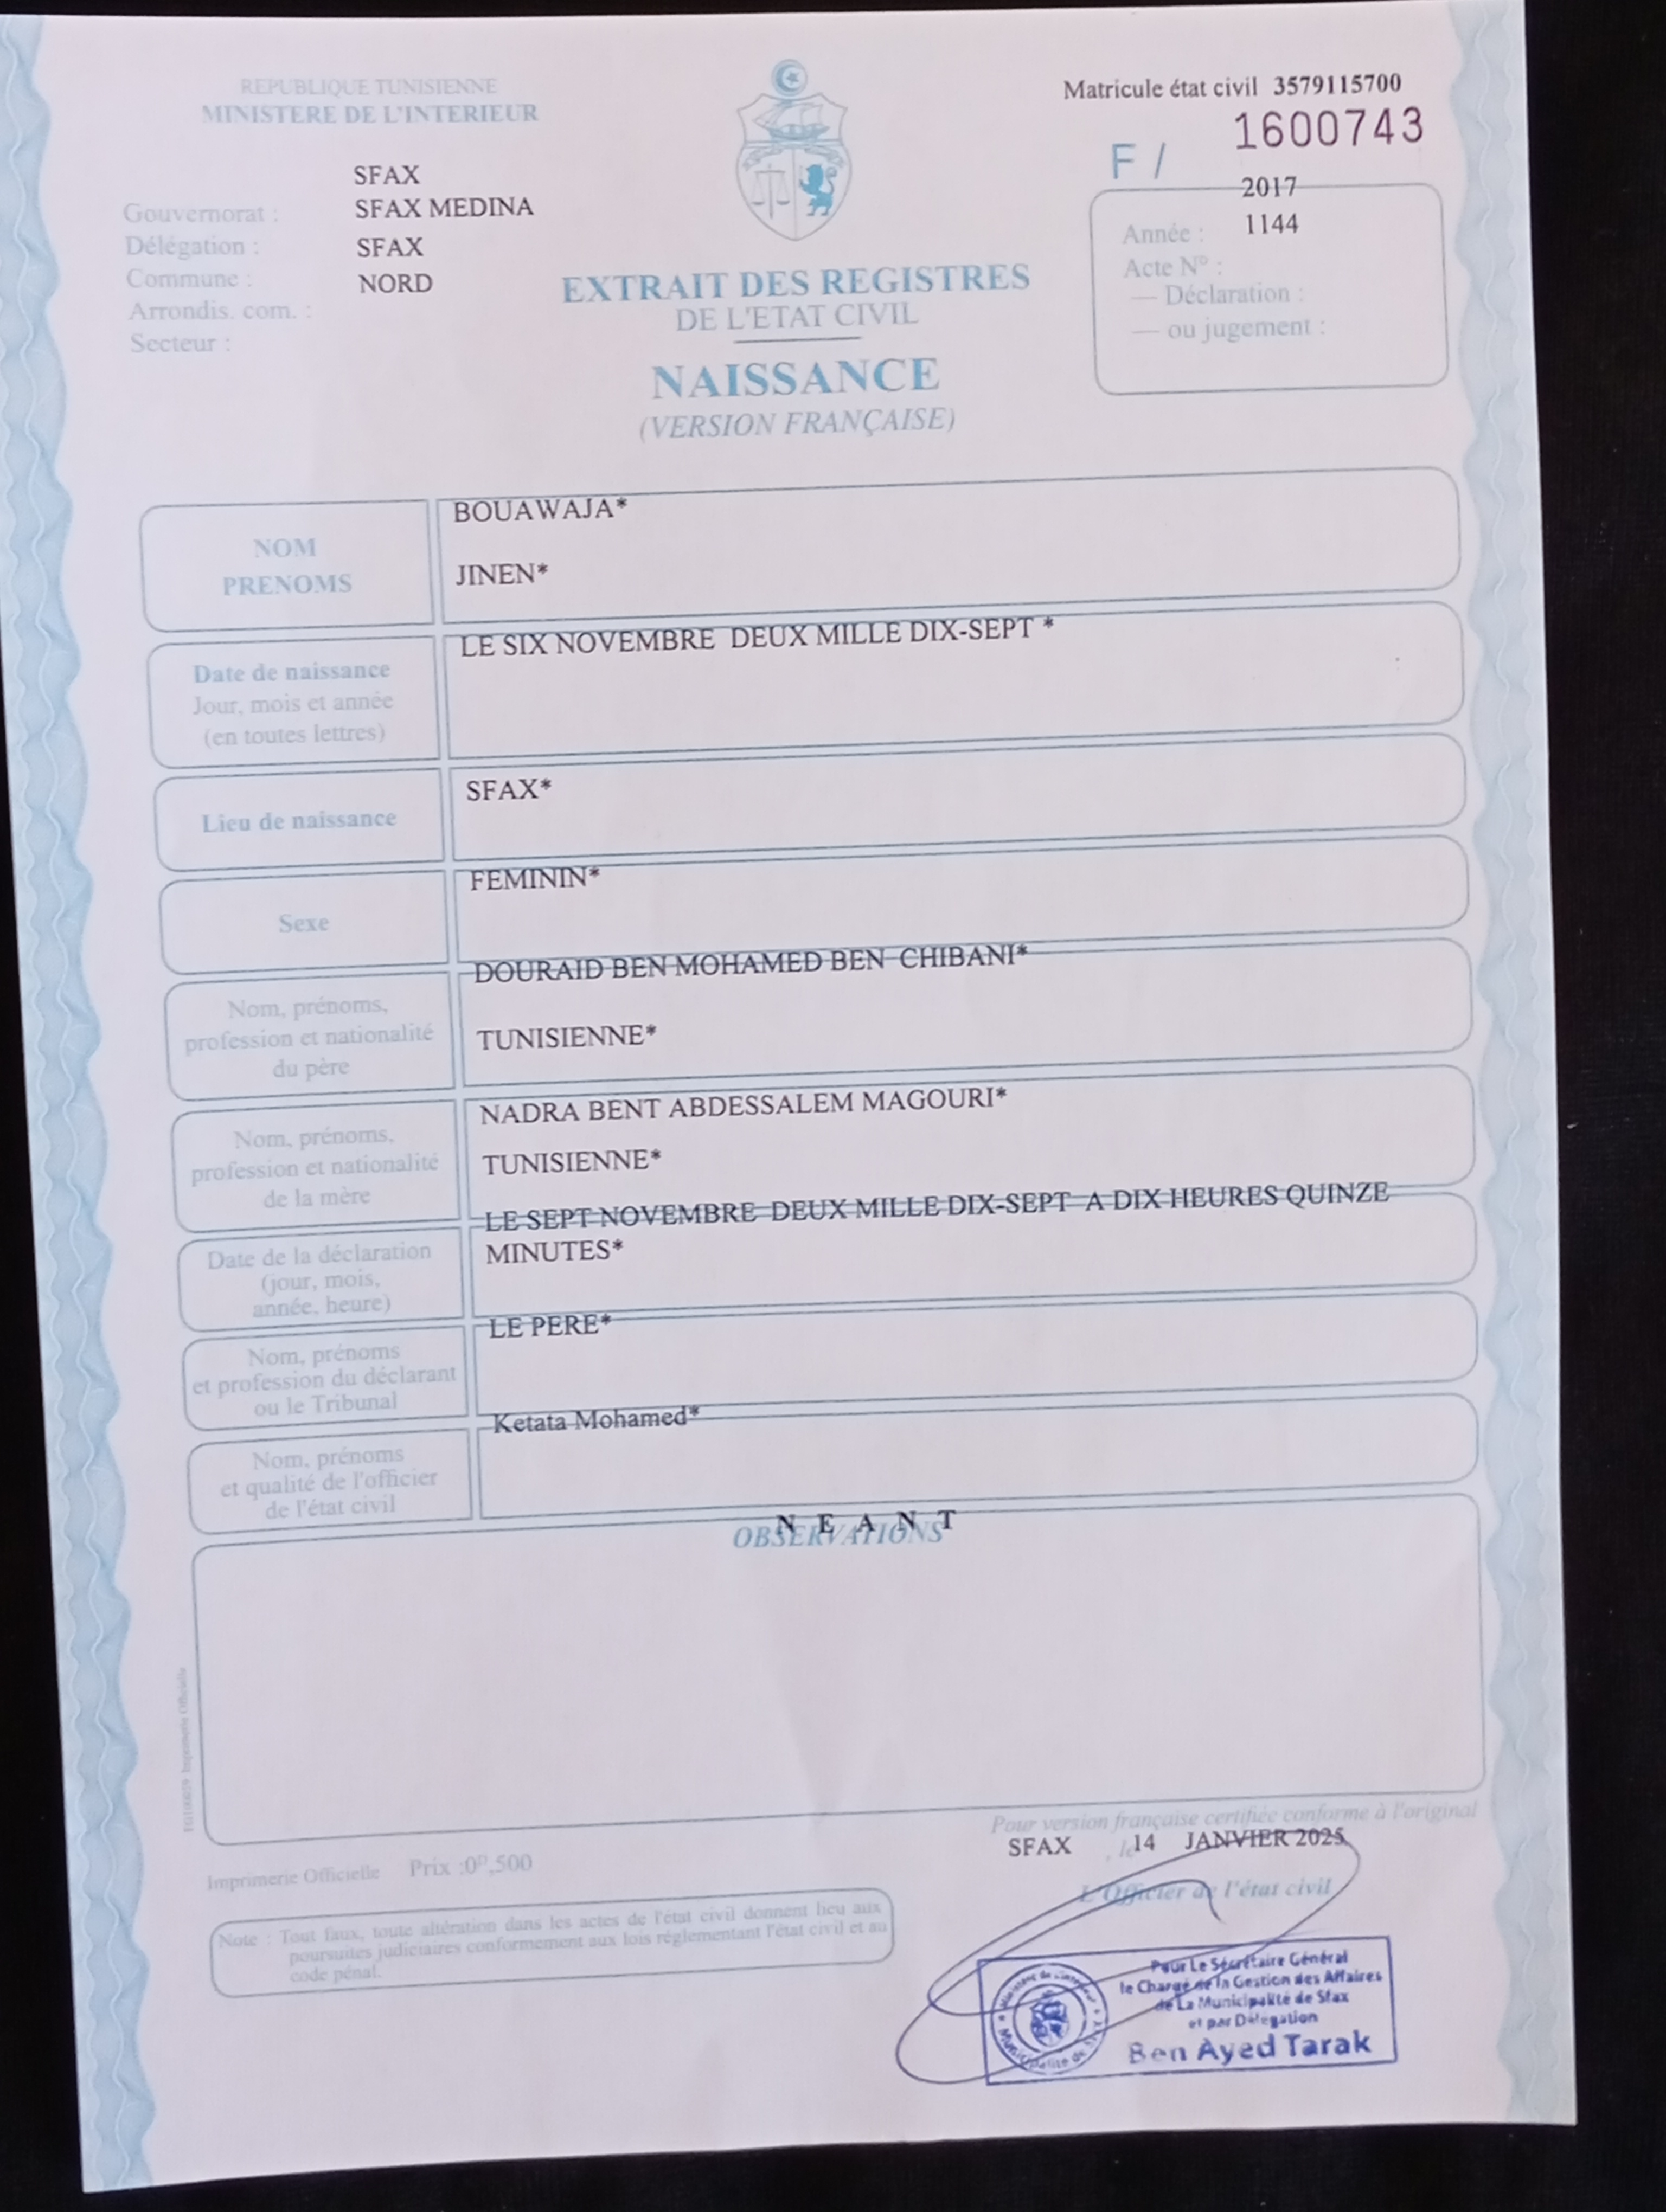 REPUBLIQUE TUNISIENNE
MINISTERE DE L'INTERIEUR
Matricule état civil 3579115700
1600743
F /
SFAX
Gouvernorat : SFAX MEDINA
Délégation : SFAX
Commune : NORD
Arrondis. com. :
Secteur :
2017
Année : 1144
Acte N° :
— Déclaration :
— ou jugement :
EXTRAIT DES REGISTRES
DE L'ETAT CIVIL
NAISSANCE
(VERSION FRANÇAISE)
NOM
PRENOMS
BOUAWAJA*
JINEN*
Date de naissance
Jour, mois et année
(en toutes lettres)
LE SIX NOVEMBRE DEUX MILLE DIX-SEPT *
Lieu de naissance
SFAX*
Sexe
FEMININ*
Nom, prénoms,
profession et nationalité
du père
DOURAID BEN MOHAMED BEN CHIBANI*
TUNISIENNE*
Nom, prénoms,
profession et nationalité
de la mère
NADRA BENT ABDESSALEM MAGOURI*
TUNISIENNE*
Date de la déclaration
(jour, mois,
année, heure)
LE SEPT NOVEMBRE DEUX MILLE DIX-SEPT A DIX HEURES QUINZE
MINUTES*
Nom, prénoms
et profession du déclarant
ou le Tribunal
LE PERE*
Nom, prénoms
et qualité de l'officier
de l'état civil
Ketata Mohamed*
N E A N T
OBSERVATIONS
Imprimerie Officielle
Pour version française certifiée conforme à l'original
SFAX , le 14 JANVIER 2025
L'Officier de l'état civil
Imprimerie Officielle Prix :0ᴰ,500
Note : Tout faux, toute altération dans les actes de l'état civil donnent lieu aux
poursuites judiciaires conformement aux lois réglementant l'état civil et au
code pénal.
Pour Le Sécrétaire Général
le Chargé de la Gestion des Affaires
de La Municipalité de Sfax
et par Délégation
Ben Ayed Tarak